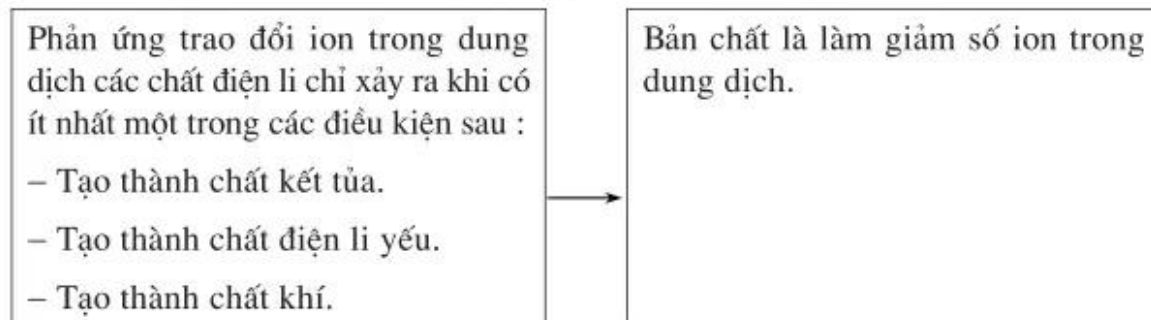 Phản ứng trao đổi ion trong dung
dịch các chất điện li chỉ xảy ra khi có
ít nhất một trong các điều kiện sau :
– Tạo thành chất kết tủa.
– Tạo thành chất điện li yếu.
– Tạo thành chất khí.
Bản chất là làm giảm số ion trong
dung dịch.